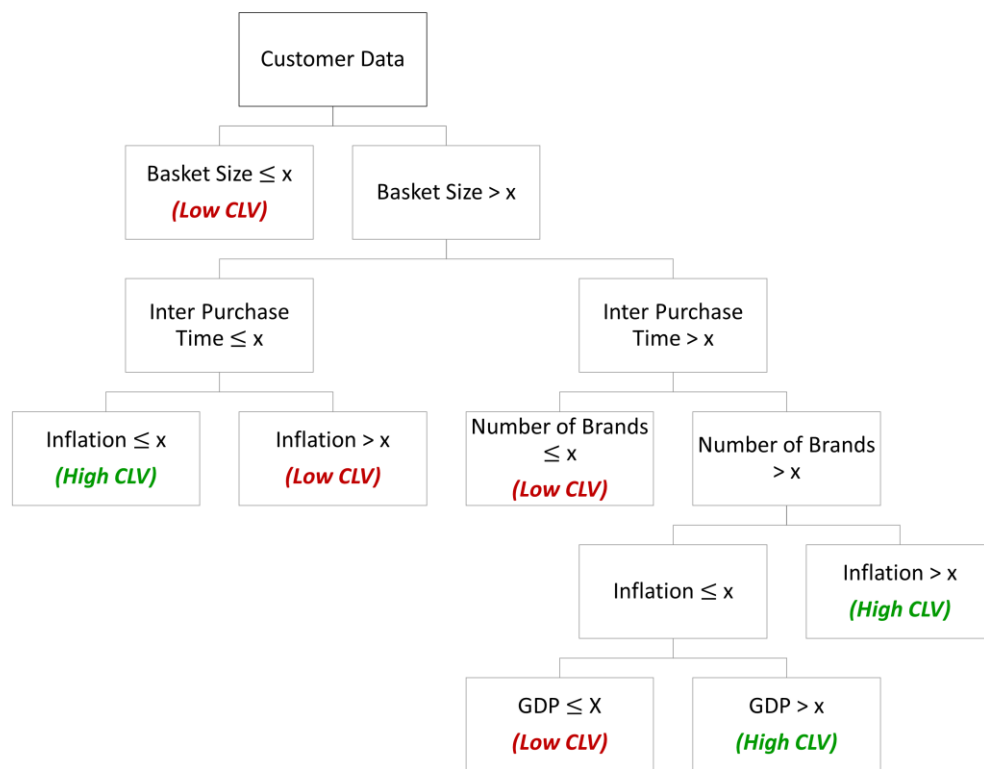 Customer Data
Basket Size ≤ x
(Low CLV)
Basket Size > x
Inter Purchase
Time ≤ x
Inter Purchase
Time > x
Inflation ≤ x
(High CLV)
Inflation > x
(Low CLV)
Number of Brands
≤ x
(Low CLV)
Number of Brands
> x
Inflation ≤ x
Inflation > x
(High CLV)
GDP ≤ X
(Low CLV)
GDP > x
(High CLV)